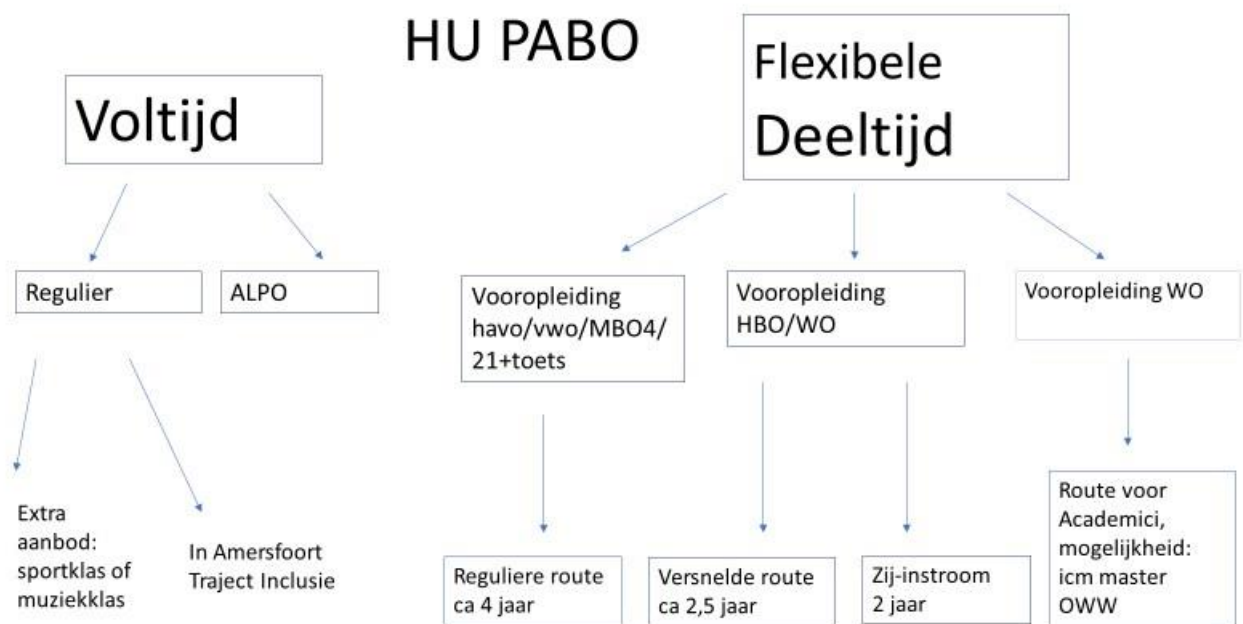 HU PABO
Voltijd
Flexibele
Deeltijd
Regulier
ALPO
Vooropleiding
havo/vwo/MBO4/
21+toets
Vooropleiding
HBO/WO
Vooropleiding WO
Extra
aanbod:
sportklas of
muziekklas
In Amersfoort
Traject Inclusie
Reguliere route
ca 4 jaar
Versnelde route
ca 2,5 jaar
Zij-instroom
2 jaar
Route voor
Academici,
mogelijkheid:
icm master
OWW